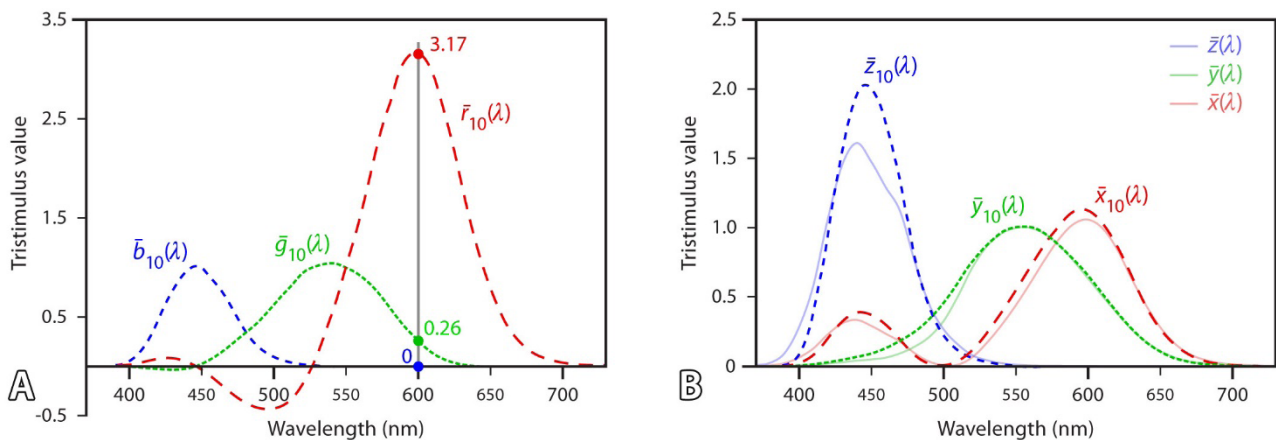 3.5
2.5
1.5
0.5
-0.5
Tristimulus value
400 450 500 550 600 650 700
Wavelength (nm)
b̄₁₀(λ)
ḡ₁₀(λ)
r̄₁₀(λ)
3.17
0.26
0
A
2.5
2.0
1.5
1.0
0.5
0
Tristimulus value
400 450 500 550 600 650 700
Wavelength (nm)
z̄₁₀(λ)
ȳ₁₀(λ)
x̄₁₀(λ)
z̄(λ)
ȳ(λ)
x̄(λ)
B